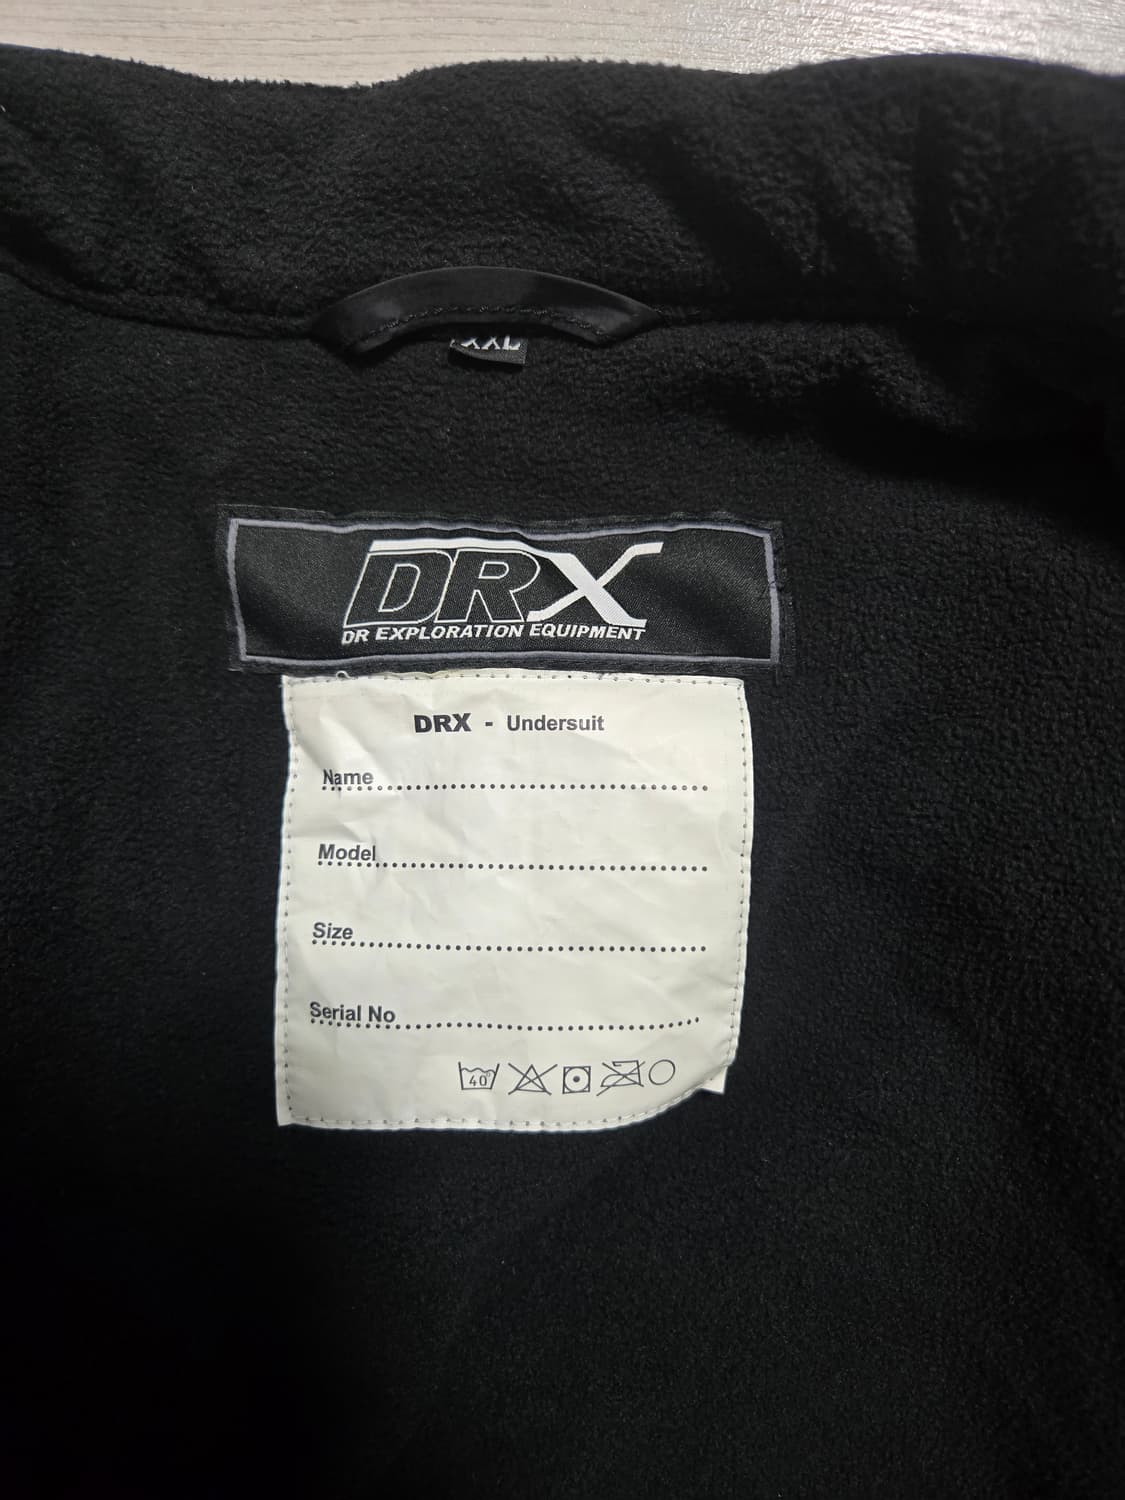 XXL
DRX
DR EXPLORATION EQUIPMENT
DRX - Undersuit
Name
Model
Size
Serial No
40°